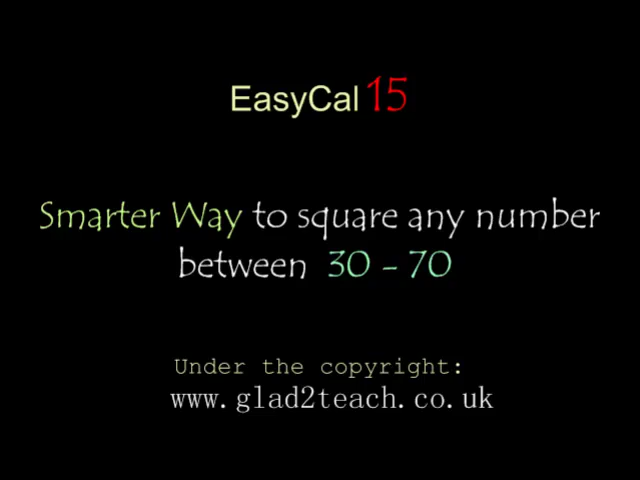 EasyCal 15
Smarter Way to square any number
between 30 - 70
Under the copyright:
www.glad2teach.co.uk